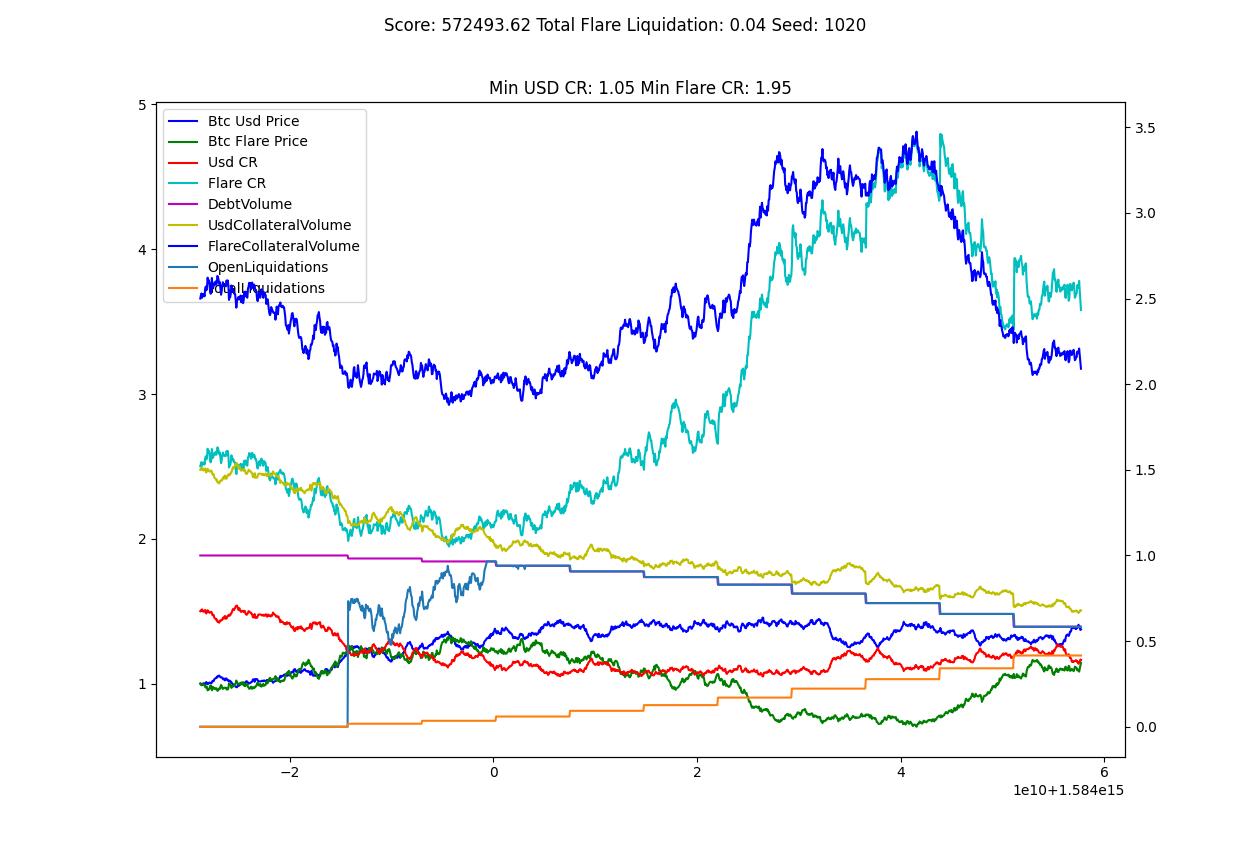 Score: 572493.62 Total Flare Liquidation: 0.04 Seed: 1020
Min USD CR: 1.05 Min Flare CR: 1.95
5
4
3
2
1
Btc Usd Price
Btc Flare Price
Usd CR
Flare CR
DebtVolume
UsdCollateralVolume
FlareCollateralVolume
OpenLiquidations
TotalLiquidations
3.5
3.0
2.5
2.0
1.5
1.0
0.5
0.0
−2
0
2
4
6
1e10+1.584e15